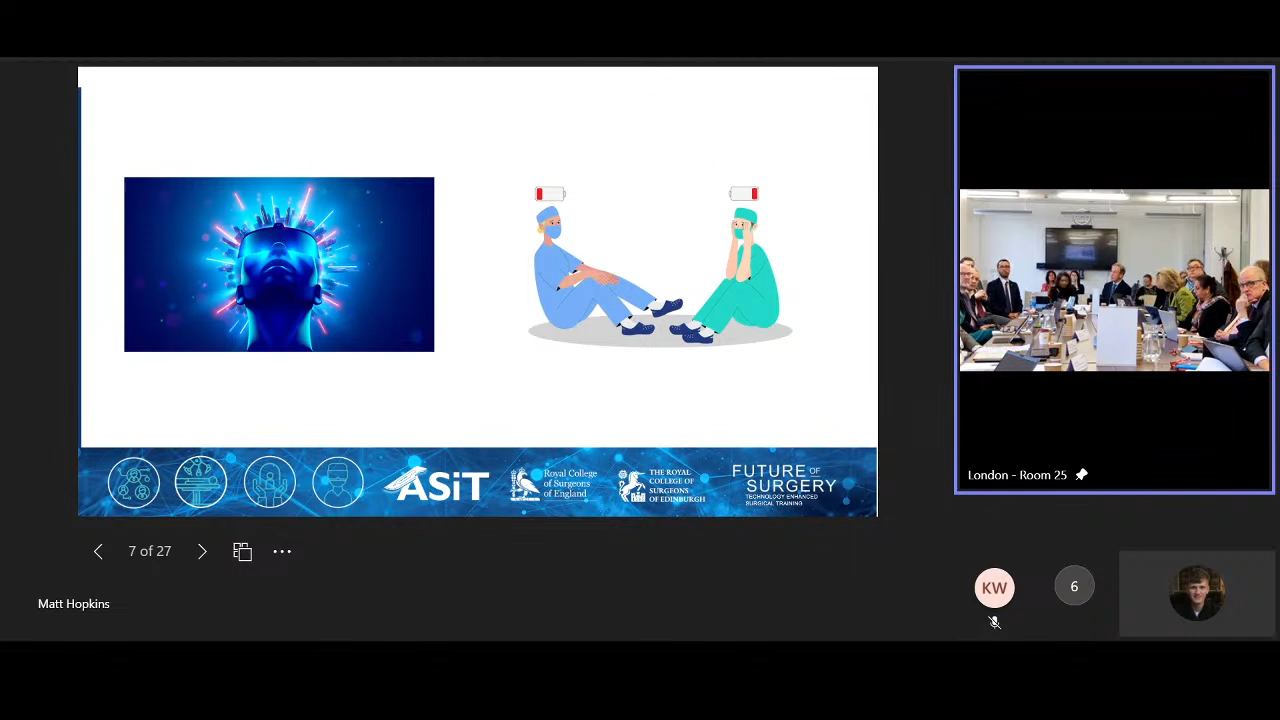 ASiT
Royal College
of Surgeons
of England
THE ROYAL
COLLEGE OF
SURGEONS
OF EDINBURGH
FUTURE OF
SURGERY
TECHNOLOGY ENHANCED
SURGICAL TRAINING
7 of 27
Matt Hopkins
London - Room 25
KW
6